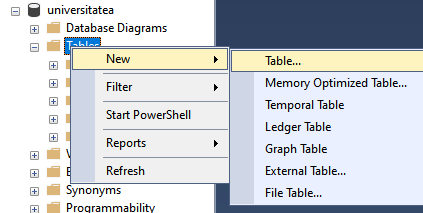 universitatea
Database Diagrams
Tables
New
Table...
Memory Optimized Table...
Filter
Temporal Table
Start PowerShell
Ledger Table
Graph Table
Reports
External Table...
Refresh
File Table...
Synonyms
Programmability